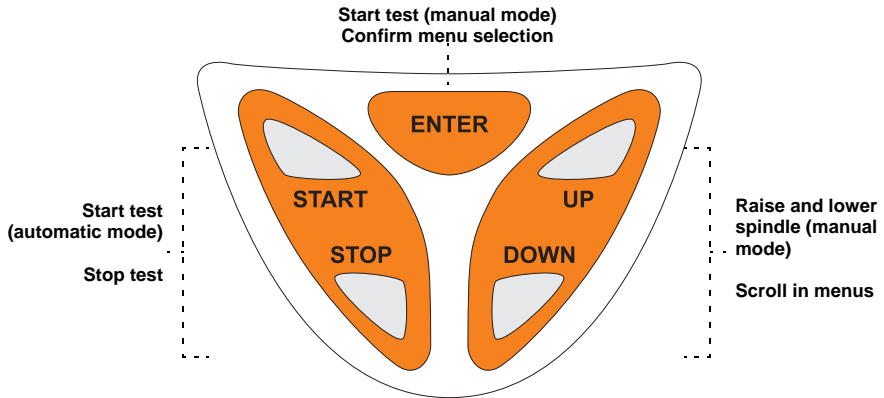 Start test (manual mode)
Confirm menu selection
ENTER
START
UP
STOP
DOWN
Start test
(automatic mode)
Stop test
Raise and lower
spindle (manual
mode)
Scroll in menus